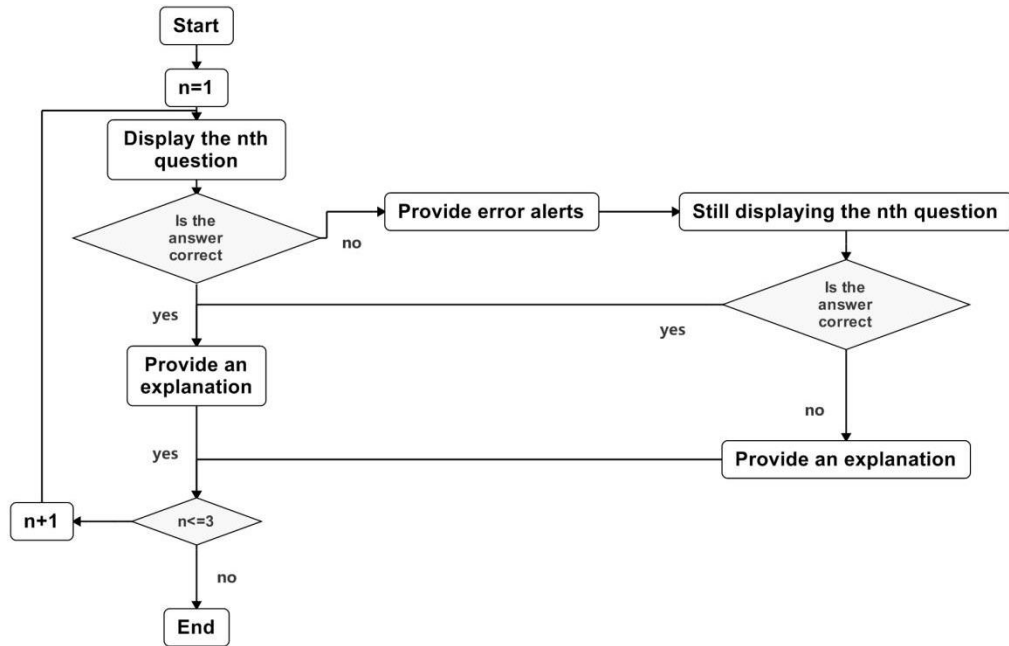 Start
n=1
Display the nth
question
Is the
answer
correct
no
Provide error alerts
Still displaying the nth question
Is the
answer
correct
yes
yes
Provide an
explanation
no
yes
Provide an explanation
n+1
n<=3
no
End